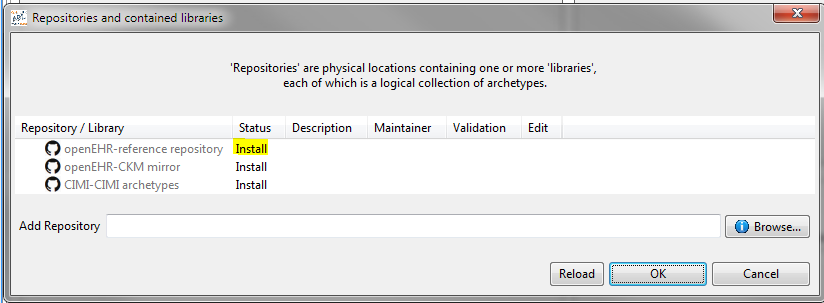 Repositories and contained libraries
'Repositories' are physical locations containing one or more 'libraries',
each of which is a logical collection of archetypes.
Repository / Library Status Description Maintainer Validation Edit
openEHR-reference repository Install
openEHR-CKM mirror Install
CIMI-CIMI archetypes Install
Add Repository Browse...
Reload OK Cancel